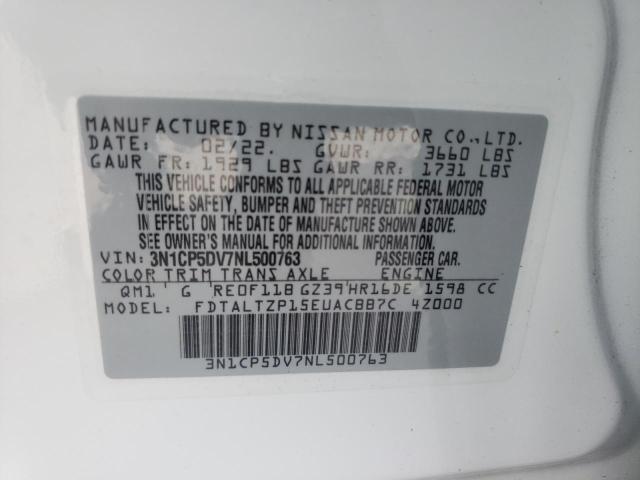 MANUFACTURED BY NISSAN MOTOR CO., LTD.
DATE: 02/22. GVWR: 3660 LBS
GAWR FR: 1929 LBS GAWR RR: 1731 LBS
THIS VEHICLE CONFORMS TO ALL APPLICABLE FEDERAL MOTOR
VEHICLE SAFETY, BUMPER AND THEFT PREVENTION STANDARDS
IN EFFECT ON THE DATE OF MANUFACTURE SHOWN ABOVE.
SEE OWNER'S MANUAL FOR ADDITIONAL INFORMATION.
VIN: 3N1CP5DV7NL500763 PASSENGER CAR.
COLOR TRIM TRANS AXLE ENGINE
QM1 G RE0F11B GZ39 HR16DE 1598 CC
MODEL: FDTALTZP15EUACBB7C 4Z000
3N1CP5DV7NL500763